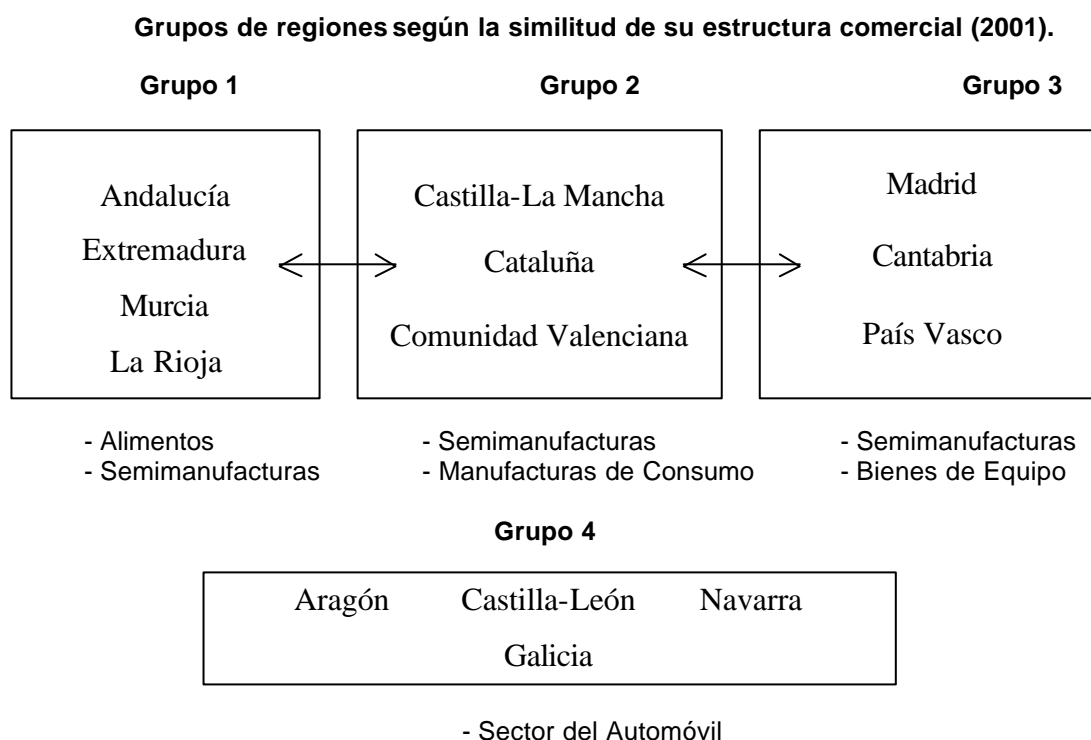 Grupos de regiones según la similitud de su estructura comercial (2001).
Grupo 1
Grupo 2
Grupo 3
Andalucía
Extremadura
Murcia
La Rioja
Castilla-La Mancha
Cataluña
Comunidad Valenciana
Madrid
Cantabria
País Vasco
- Alimentos
- Semimanufacturas
- Semimanufacturas
- Manufacturas de Consumo
- Semimanufacturas
- Bienes de Equipo
Grupo 4
Aragón Castilla-León Navarra
Galicia
- Sector del Automóvil